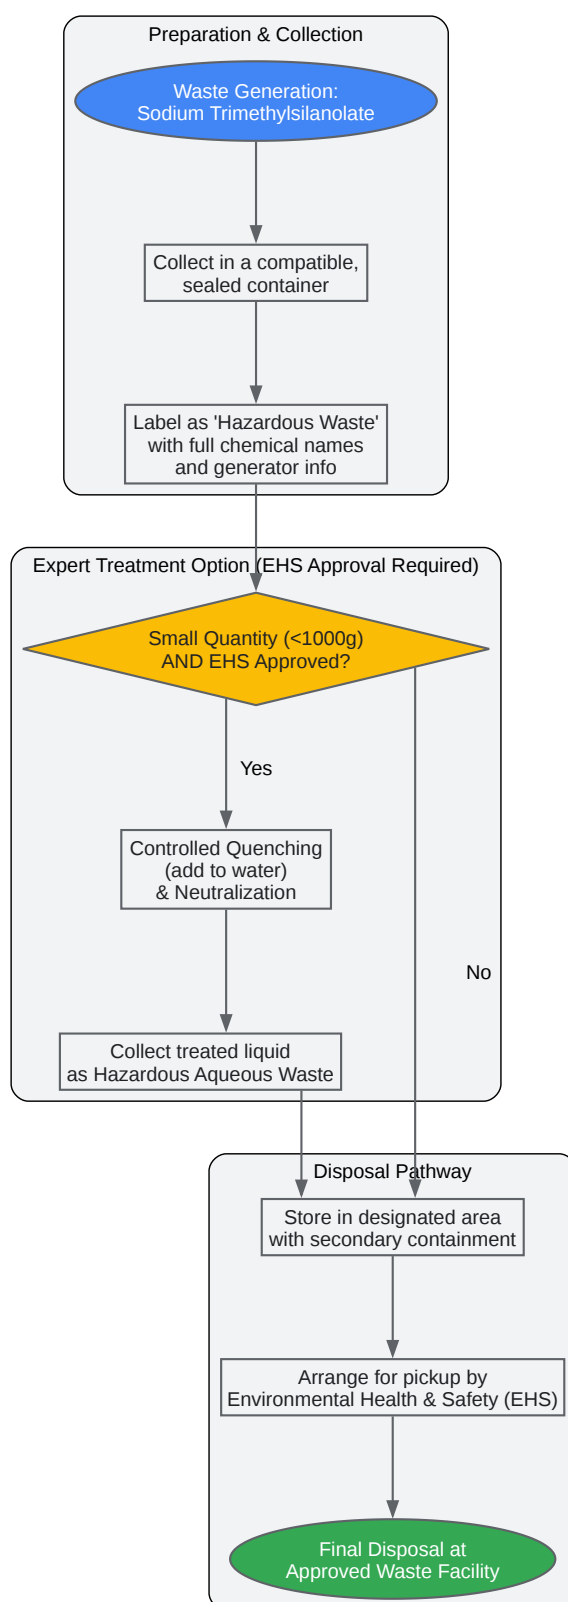 Preparation & Collection
Waste Generation:
Sodium Trimethylsilanolate
Collect in a compatible,
sealed container
Label as 'Hazardous Waste'
with full chemical names
and generator info
Expert Treatment Option (EHS Approval Required)
Small Quantity (<1000g)
AND EHS Approved?
Yes
Controlled Quenching
(add to water)
& Neutralization
No
Collect treated liquid
as Hazardous Aqueous Waste
Disposal Pathway
Store in designated area
with secondary containment
Arrange for pickup by
Environmental Health & Safety (EHS)
Final Disposal at
Approved Waste Facility